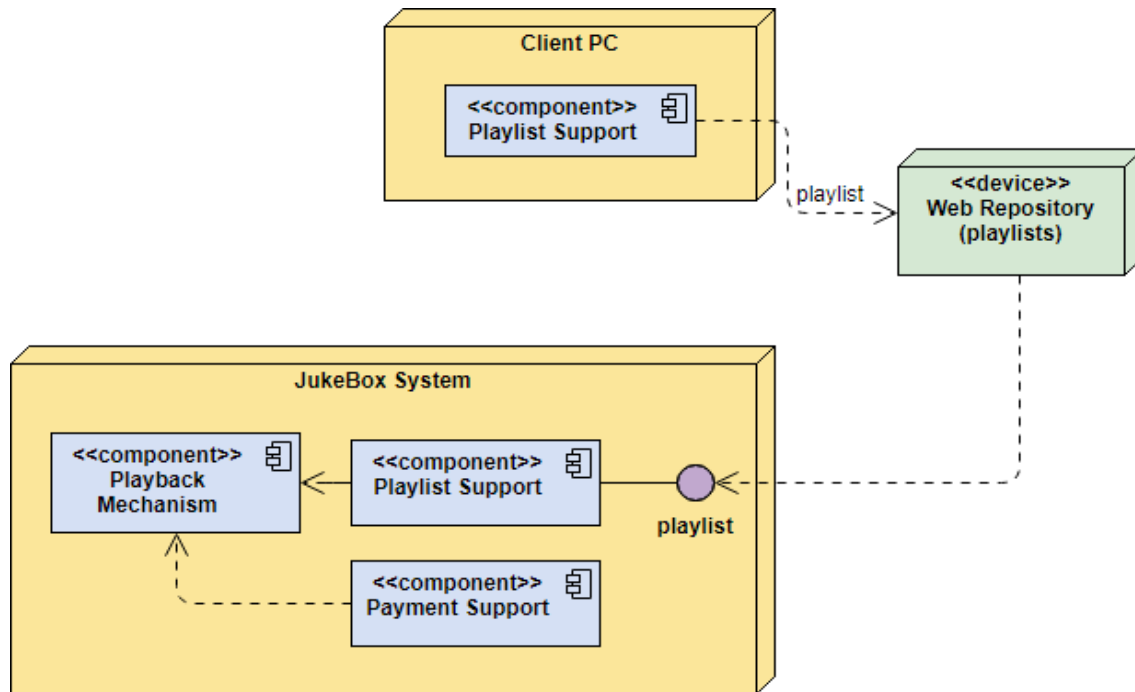 Client PC
<<component>>
Playlist Support
playlist
<<device>>
Web Repository
(playlists)
JukeBox System
<<component>>
Playback
Mechanism
<<component>>
Playlist Support
playlist
<<component>>
Payment Support